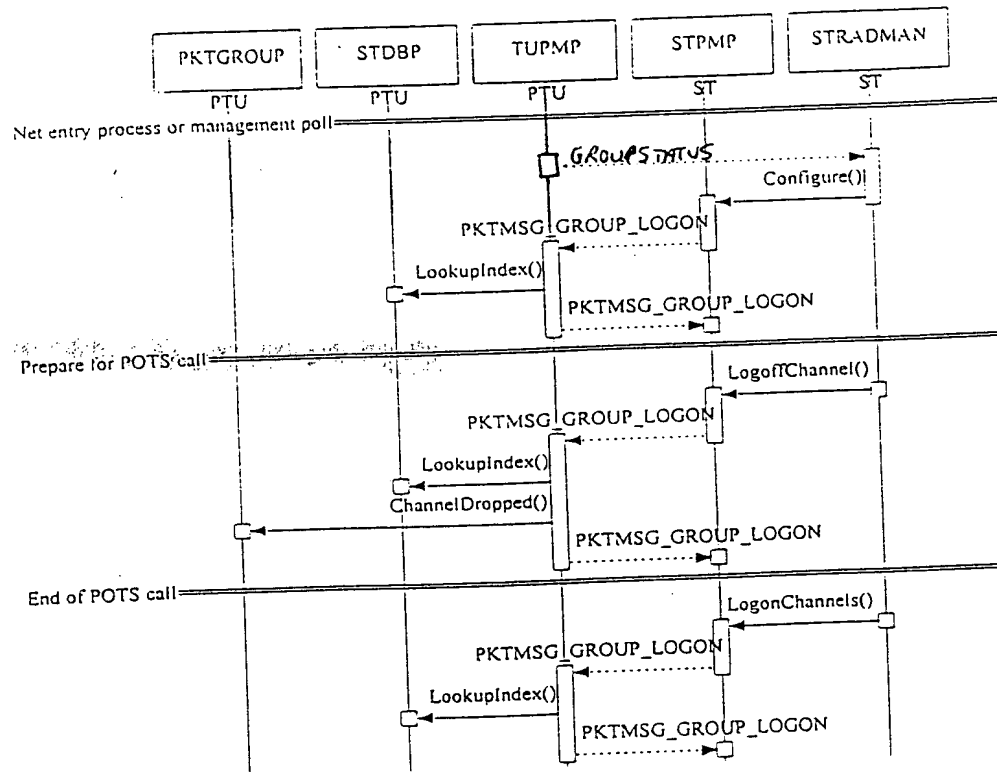 PKTGROUP
STDBP
TUPMP
STPMP
STRADMAN
PTU
PTU
PTU
ST
ST
Net entry process or management poll
GROUPSTATUS
Configure()
PKTMSG_GROUP_LOGON
LookupIndex()
PKTMSG_GROUP_LOGON
Prepare for POTS call
LogoffChannel()
PKTMSG_GROUP_LOGON
LookupIndex()
ChannelDropped()
PKTMSG_GROUP_LOGON
End of POTS call
LogonChannels()
PKTMSG_GROUP_LOGON
LookupIndex()
PKTMSG_GROUP_LOGON